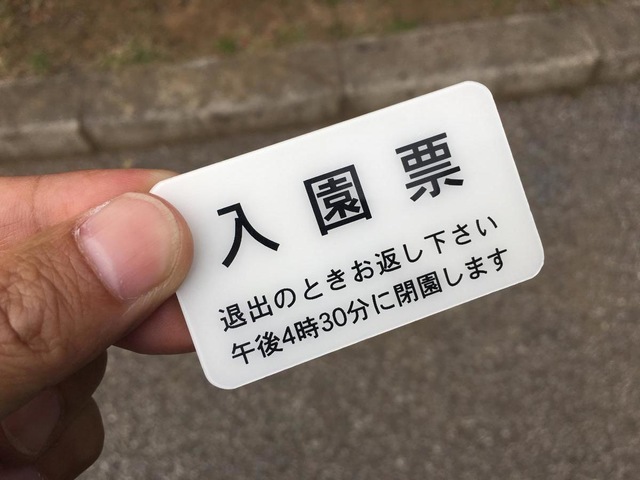 入園票
退出のときお返し下さい
午後4時30分に閉園します